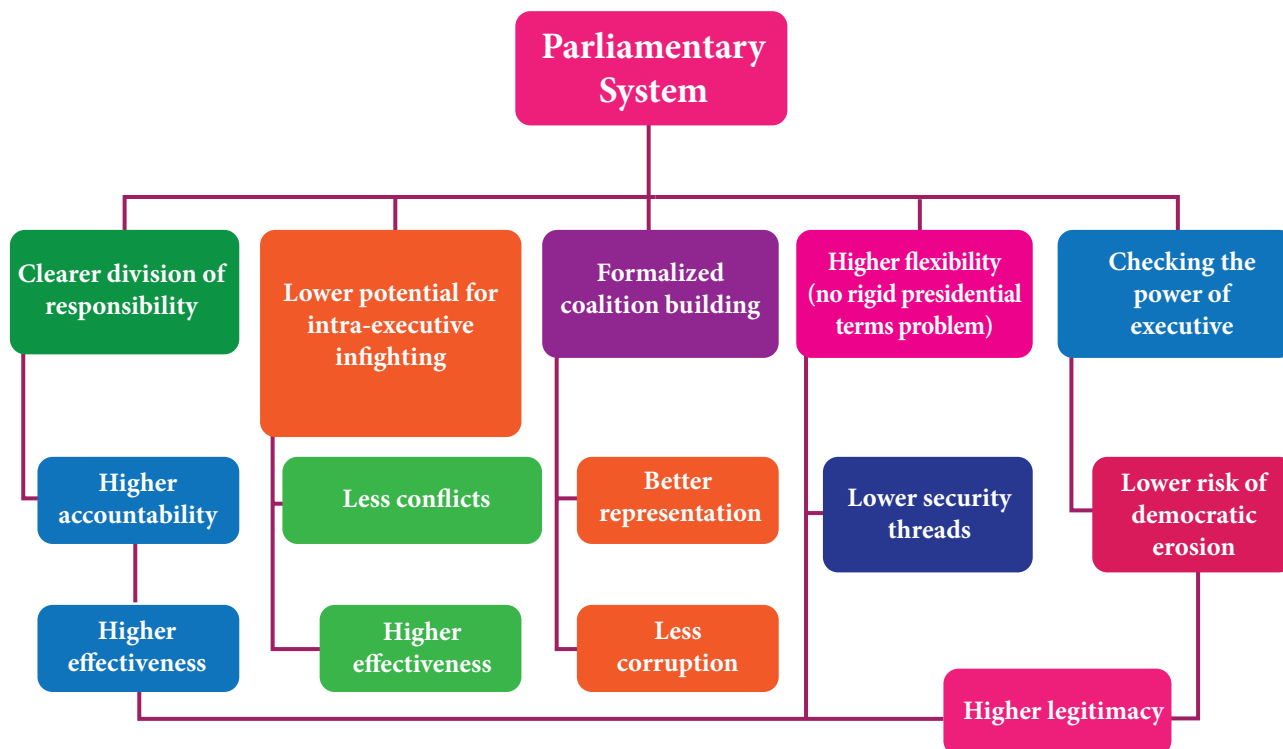 Parliamentary
System
Clearer division of
responsibility
Lower potential for
intra-executive
infighting
Formalized
coalition building
Higher flexibility
(no rigid presidential
terms problem)
Checking the
power of
executive
Higher
accountability
Less conflicts
Better
representation
Lower security
threads
Lower risk of
democratic
erosion
Higher
effectiveness
Higher
effectiveness
Less
corruption
Higher legitimacy